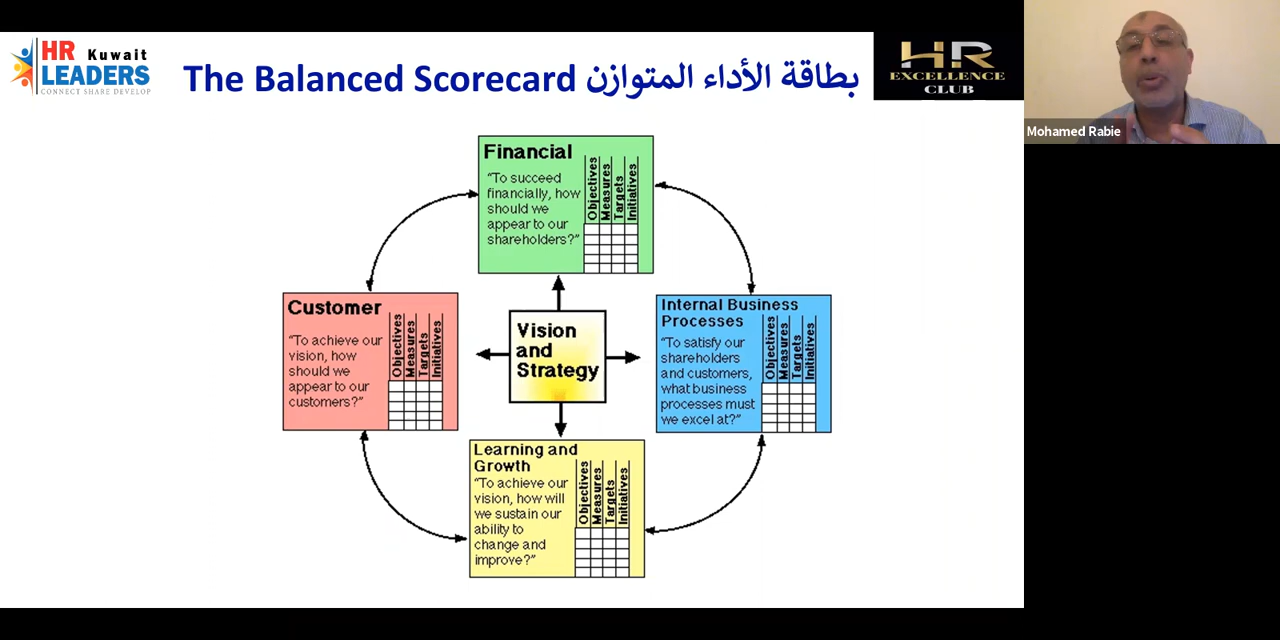 HR Kuwait
LEADERS
CONNECT SHARE DEVELOP
The Balanced Scorecard بطاقة الأداء المتوازن
HR
EXCELLENCE
CLUB
Mohamed Rabie
Financial
“To succeed
financially, how
should we
appear to our
shareholders?”
Objectives
Measures
Targets
Initiatives
Customer
“To achieve our
vision, how
should we
appear to our
customers?”
Objectives
Measures
Targets
Initiatives
Vision
and
Strategy
Internal Business
Processes
“To satisfy our
shareholders
and customers,
what business
processes must
we excel at?”
Objectives
Measures
Targets
Initiatives
Learning and
Growth
“To achieve our
vision, how will
we sustain our
ability to
change and
improve?”
Objectives
Measures
Targets
Initiatives